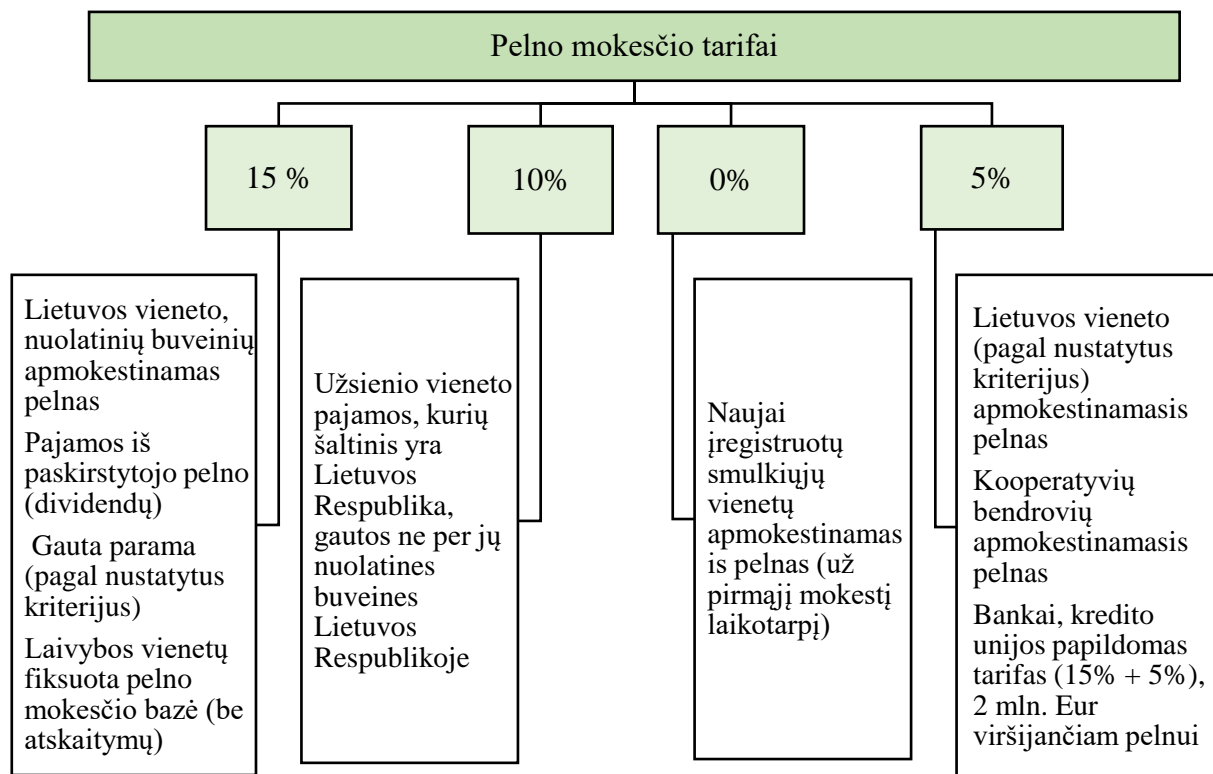 Pelno mokesčio tarifai
15 %
10%
0%
5%
Lietuvos vieneto,
nuolatinių buveinių
apmokestinamas
pelnas
Pajamos iš
paskirstytojo pelno
(dividendų)
Gauta parama
(pagal nustatytus
kriterijus)
Laivybos vienetų
fiksuota pelno
mokesčio bazė (be
atskaitymų)
Užsienio vieneto
pajamos, kurių
šaltinis yra
Lietuvos
Respublika,
gautos ne per jų
nuolatines
buveines
Lietuvos
Respublikoje
Naujai
įregistruotų
smulkiųjų
vienetų
apmokestinamas
is pelnas (už
pirmąjį mokestį
laikotarpį)
Lietuvos vieneto
(pagal nustatytus
kriterijus)
apmokestinamasis
pelnas
Kooperatyvių
bendrovių
apmokestinamasis
pelnas
Bankai, kredito
unijos papildomas
tarifas (15% + 5%),
2 mln. Eur
viršijančiam pelnui